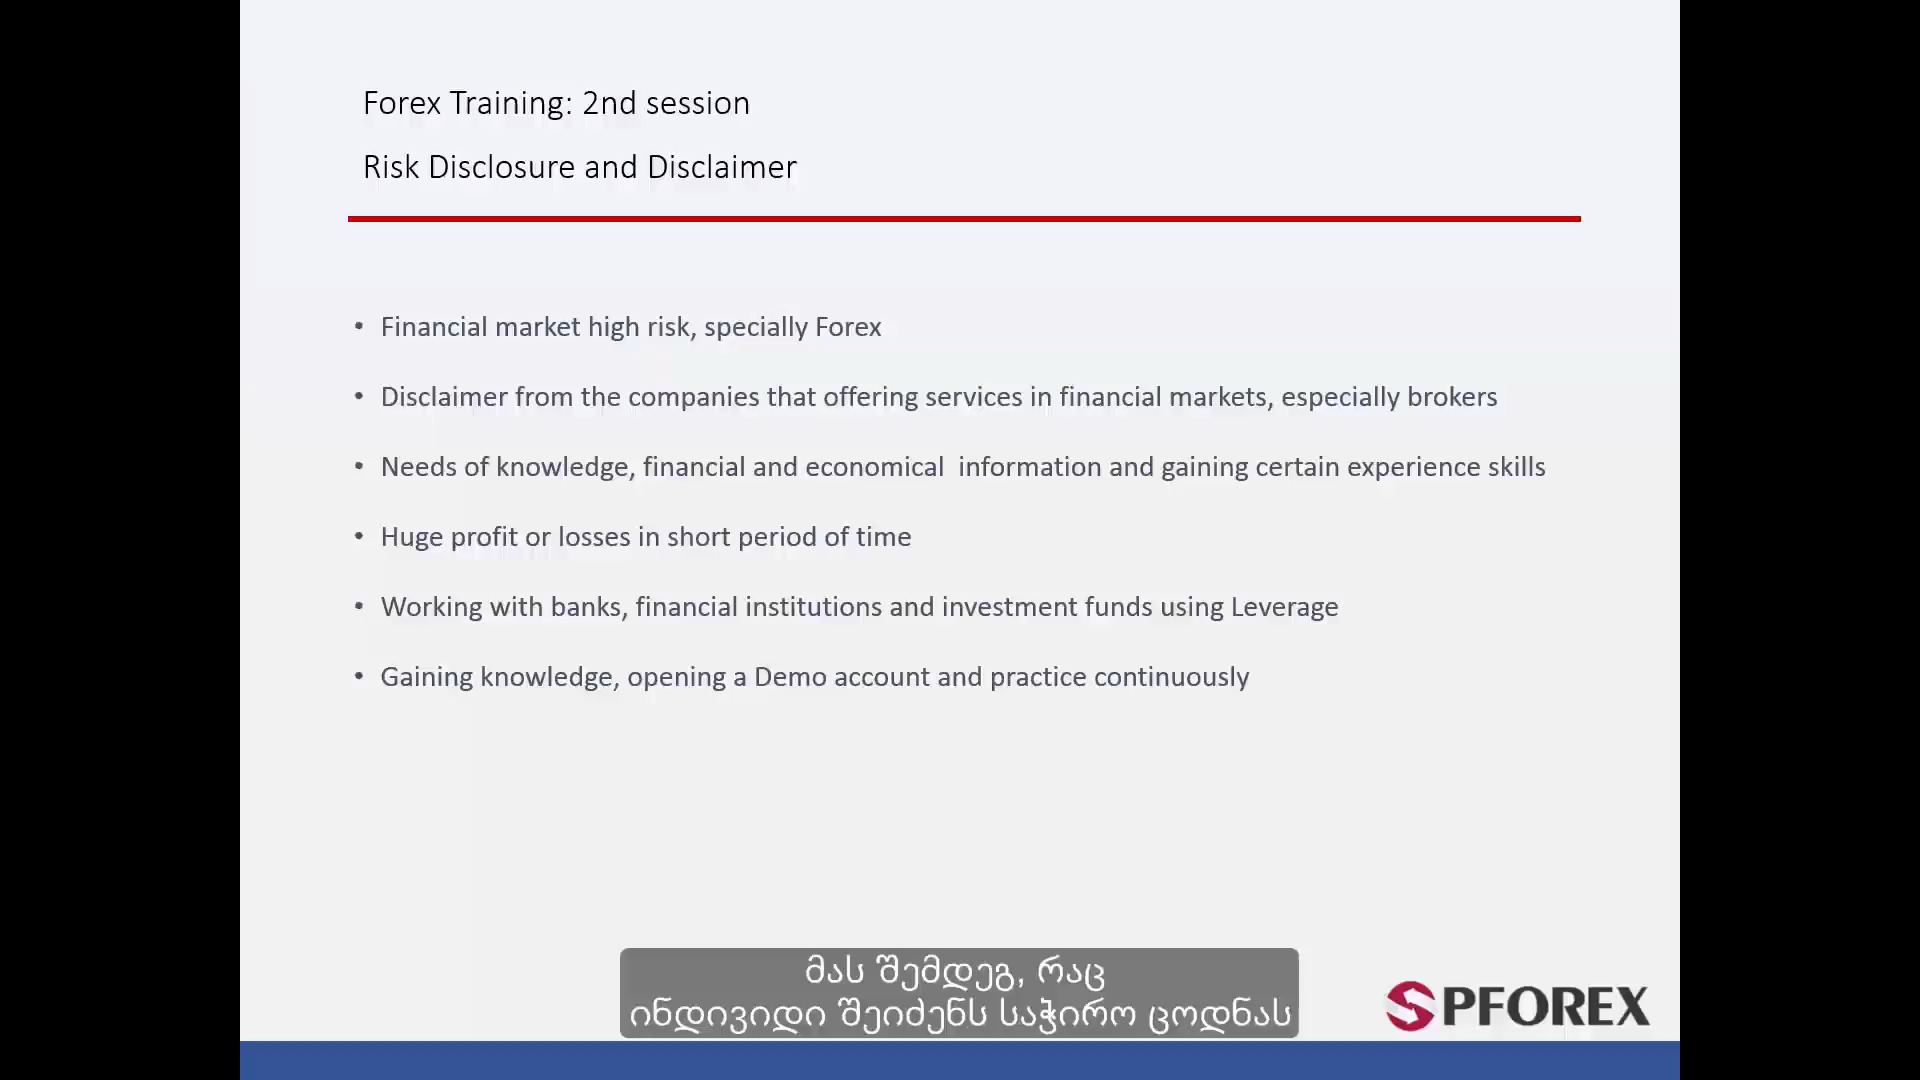 Forex Training: 2nd session
Risk Disclosure and Disclaimer
• Financial market high risk, specially Forex
• Disclaimer from the companies that offering services in financial markets, especially brokers
• Needs of knowledge, financial and economical  information and gaining certain experience skills
• Huge profit or losses in short period of time
• Working with banks, financial institutions and investment funds using Leverage
• Gaining knowledge, opening a Demo account and practice continuously
მას შემდეგ, რაც
ინდივიდი შეიძენს საჭირო ცოდნას
SPFOREX